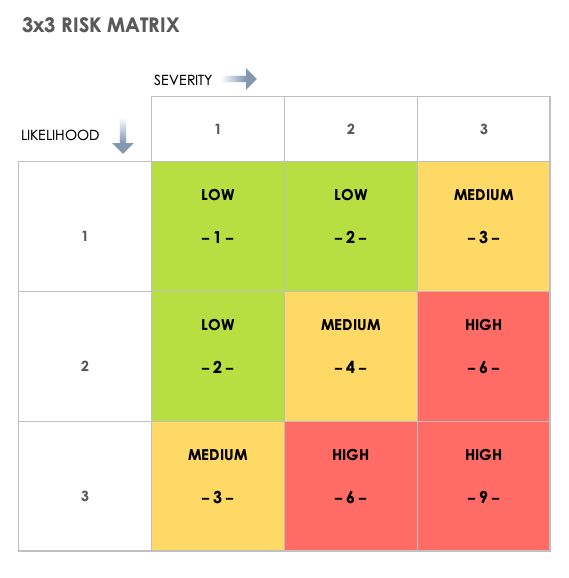 3x3 RISK MATRIX
SEVERITY
LIKELIHOOD
1 2 3
LOW LOW MEDIUM
1
– 1 – – 2 – – 3 –
LOW MEDIUM HIGH
2
– 2 – – 4 – – 6 –
MEDIUM HIGH HIGH
3
– 3 – – 6 – – 9 –